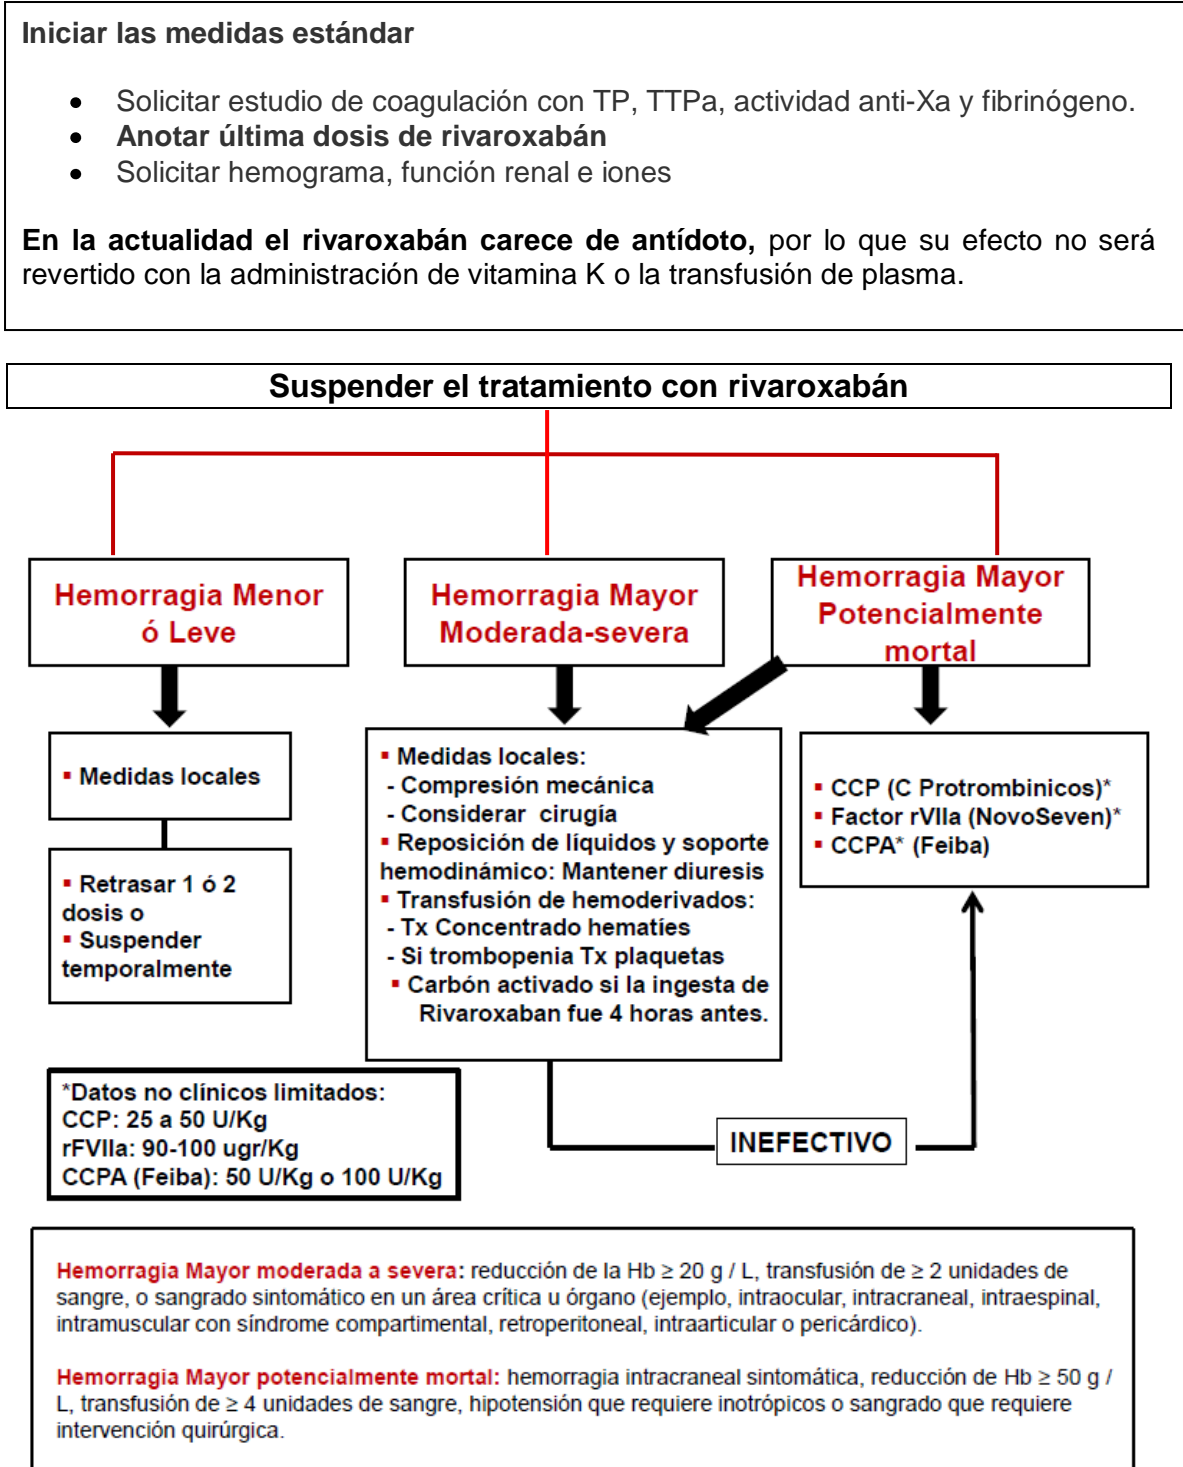 Iniciar las medidas estándar
• Solicitar estudio de coagulación con TP, TTPa, actividad anti-Xa y fibrinógeno.
• Anotar última dosis de rivaroxabán
• Solicitar hemograma, función renal e iones
En la actualidad el rivaroxabán carece de antídoto, por lo que su efecto no será
revertido con la administración de vitamina K o la transfusión de plasma.
Suspender el tratamiento con rivaroxabán
Hemorragia Menor
ó Leve
Hemorragia Mayor
Moderada-severa
Hemorragia Mayor
Potencialmente
mortal
▪ Medidas locales
▪ Retrasar 1 ó 2
dosis o
▪ Suspender
temporalmente
▪ Medidas locales:
- Compresión mecánica
- Considerar cirugía
▪ Reposición de líquidos y soporte
hemodinámico: Mantener diuresis
▪ Transfusión de hemoderivados:
- Tx Concentrado hematíes
- Si trombopenia Tx plaquetas
▪ Carbón activado si la ingesta de
Rivaroxaban fue 4 horas antes.
▪ CCP (C Protrombinicos)*
▪ Factor rVIIa (NovoSeven)*
▪ CCPA* (Feiba)
INEFECTIVO
*Datos no clínicos limitados:
CCP: 25 a 50 U/Kg
rFVIIa: 90-100 ugr/Kg
CCPA (Feiba): 50 U/Kg o 100 U/Kg
Hemorragia Mayor moderada a severa: reducción de la Hb ≥ 20 g / L, transfusión de ≥ 2 unidades de
sangre, o sangrado sintomático en un área crítica u órgano (ejemplo, intraocular, intracraneal, intraespinal,
intramuscular con síndrome compartimental, retroperitoneal, intraarticular o pericárdico).
Hemorragia Mayor potencialmente mortal: hemorragia intracraneal sintomática, reducción de Hb ≥ 50 g /
L, transfusión de ≥ 4 unidades de sangre, hipotensión que requiere inotrópicos o sangrado que requiere
intervención quirúrgica.